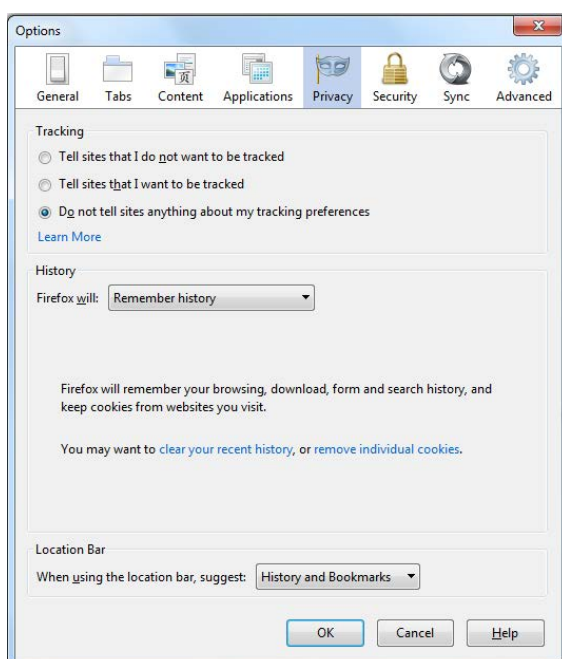 Options
General Tabs Content Applications Privacy Security Sync Advanced
Tracking
Tell sites that I do not want to be tracked
Tell sites that I want to be tracked
Do not tell sites anything about my tracking preferences
Learn More
History
Firefox will: Remember history
Firefox will remember your browsing, download, form and search history, and
keep cookies from websites you visit.
You may want to clear your recent history, or remove individual cookies.
Location Bar
When using the location bar, suggest: History and Bookmarks
OK Cancel Help